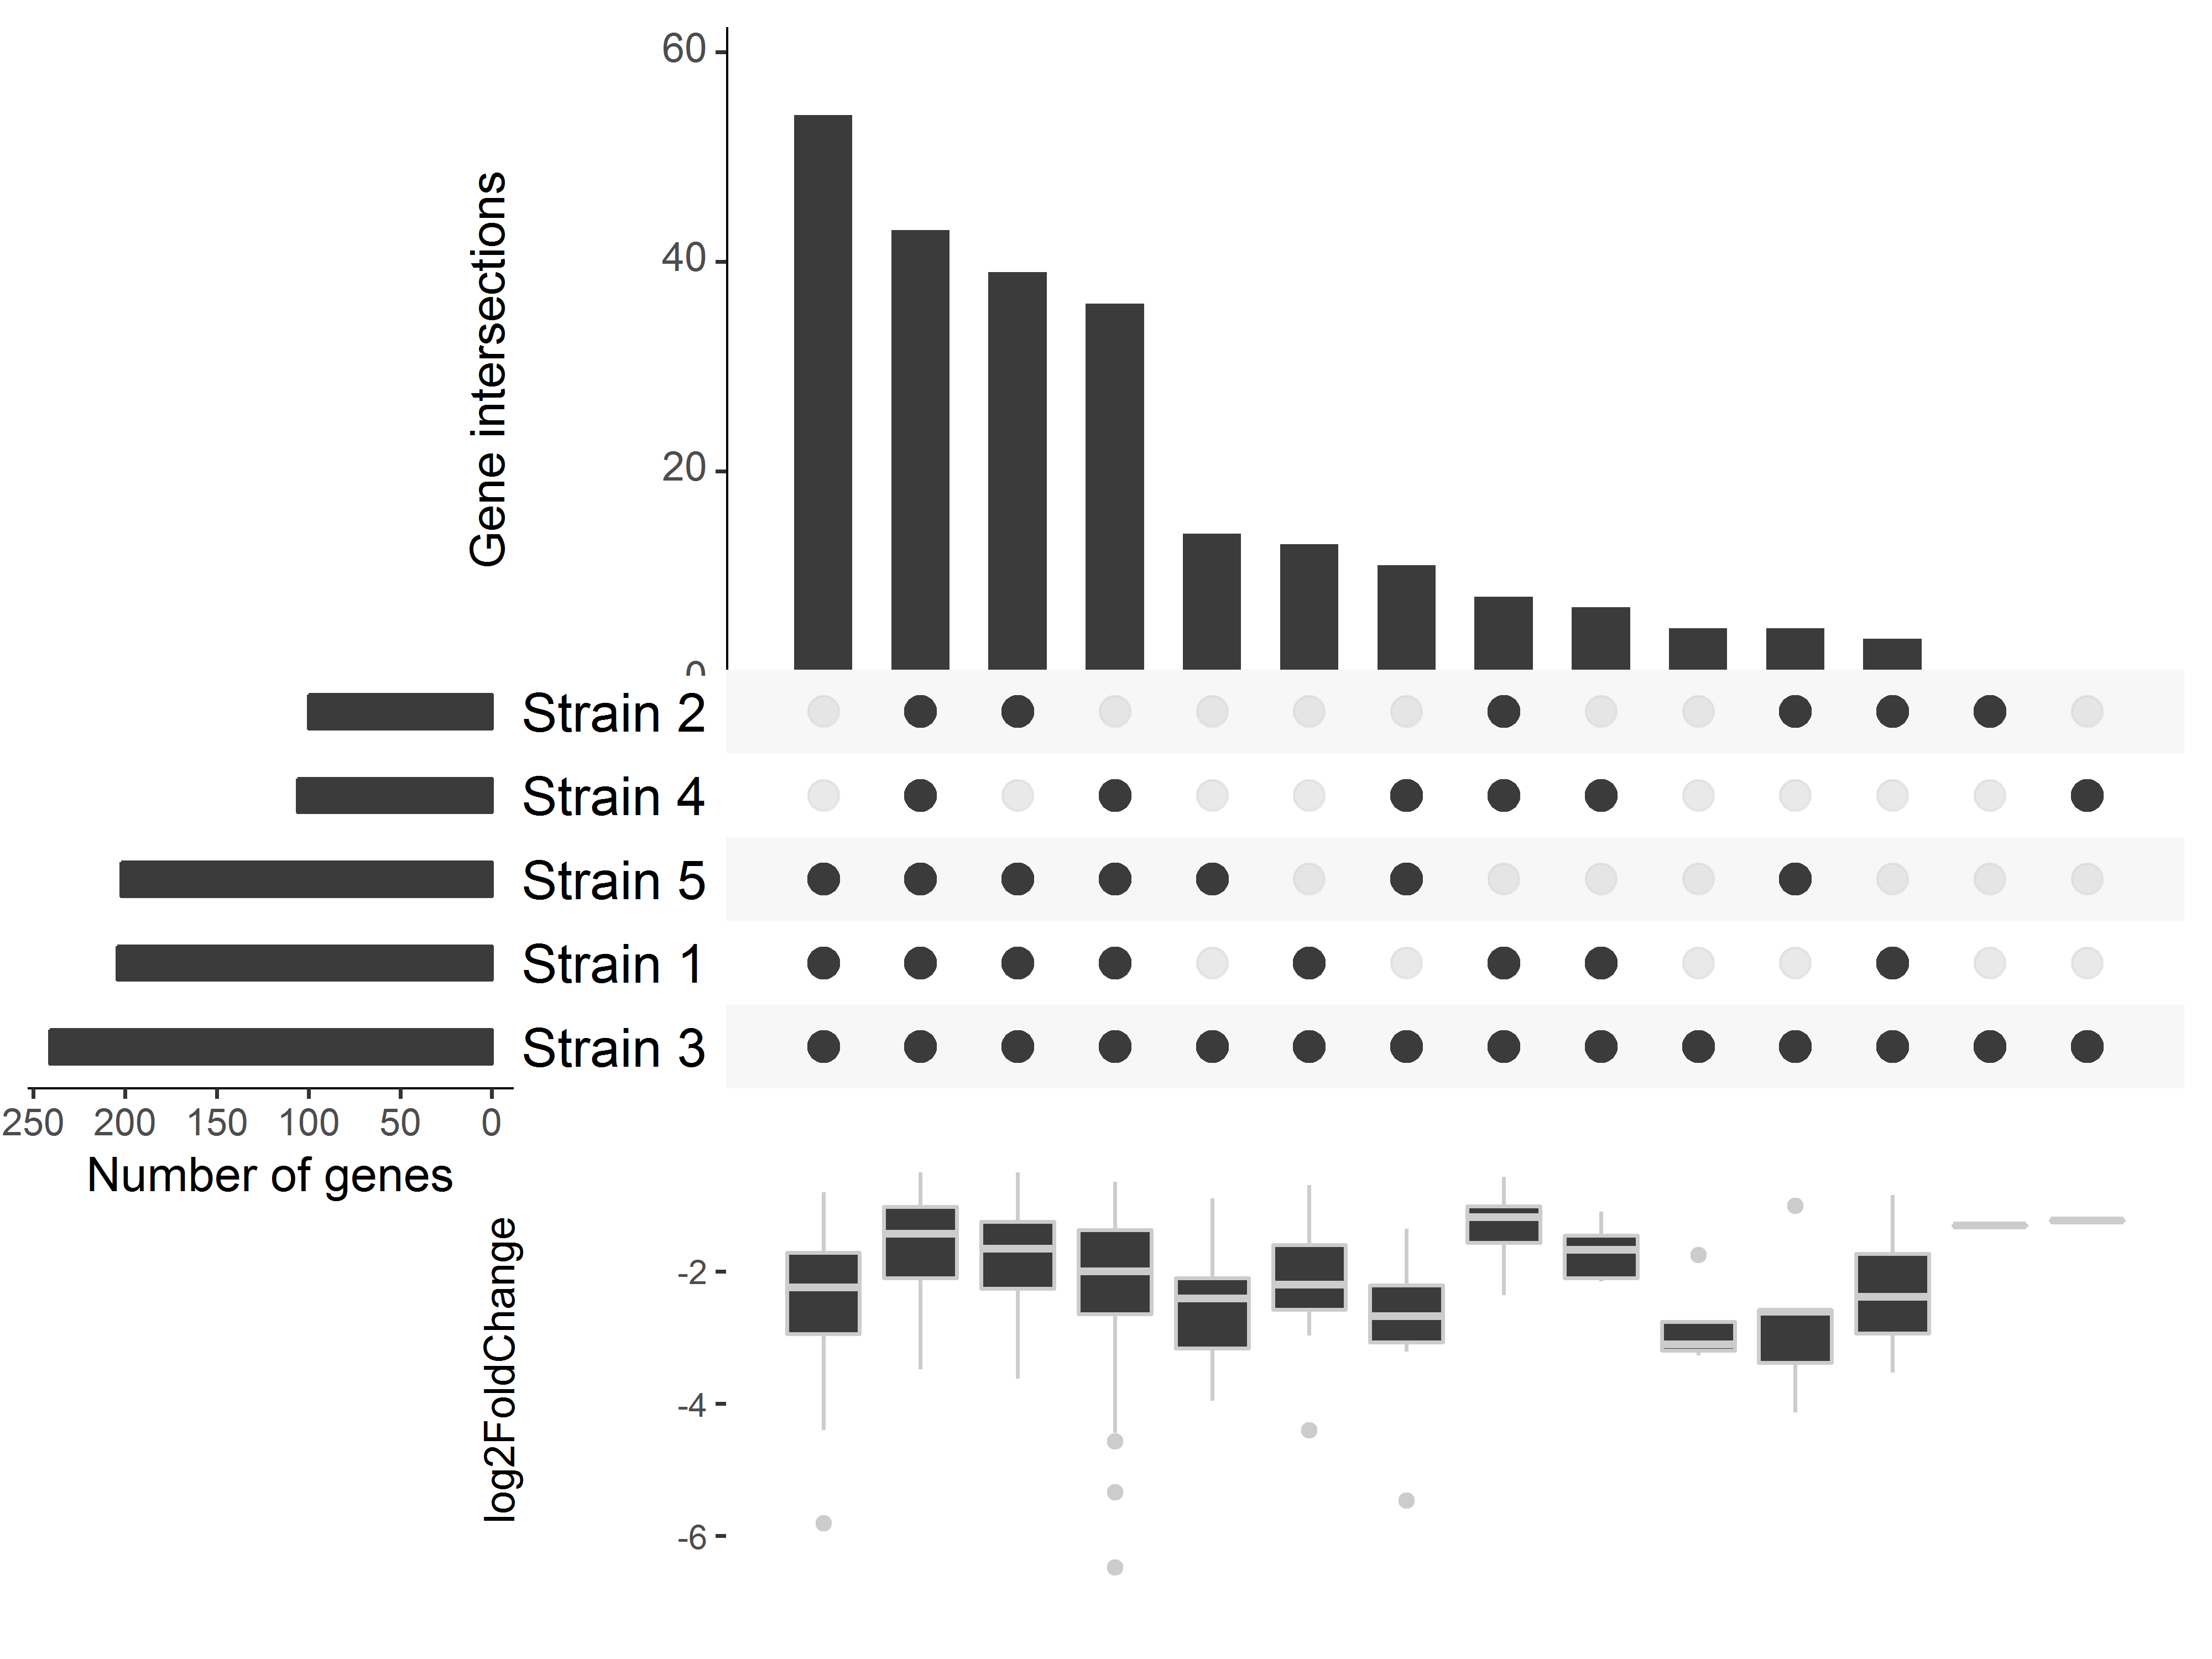 60
Gene intersections
40
20
0
Strain 2
Strain 4
Strain 5
Strain 1
Strain 3
250 200 150 100 50 0
Number of genes
log2FoldChange
-2
-4
-6